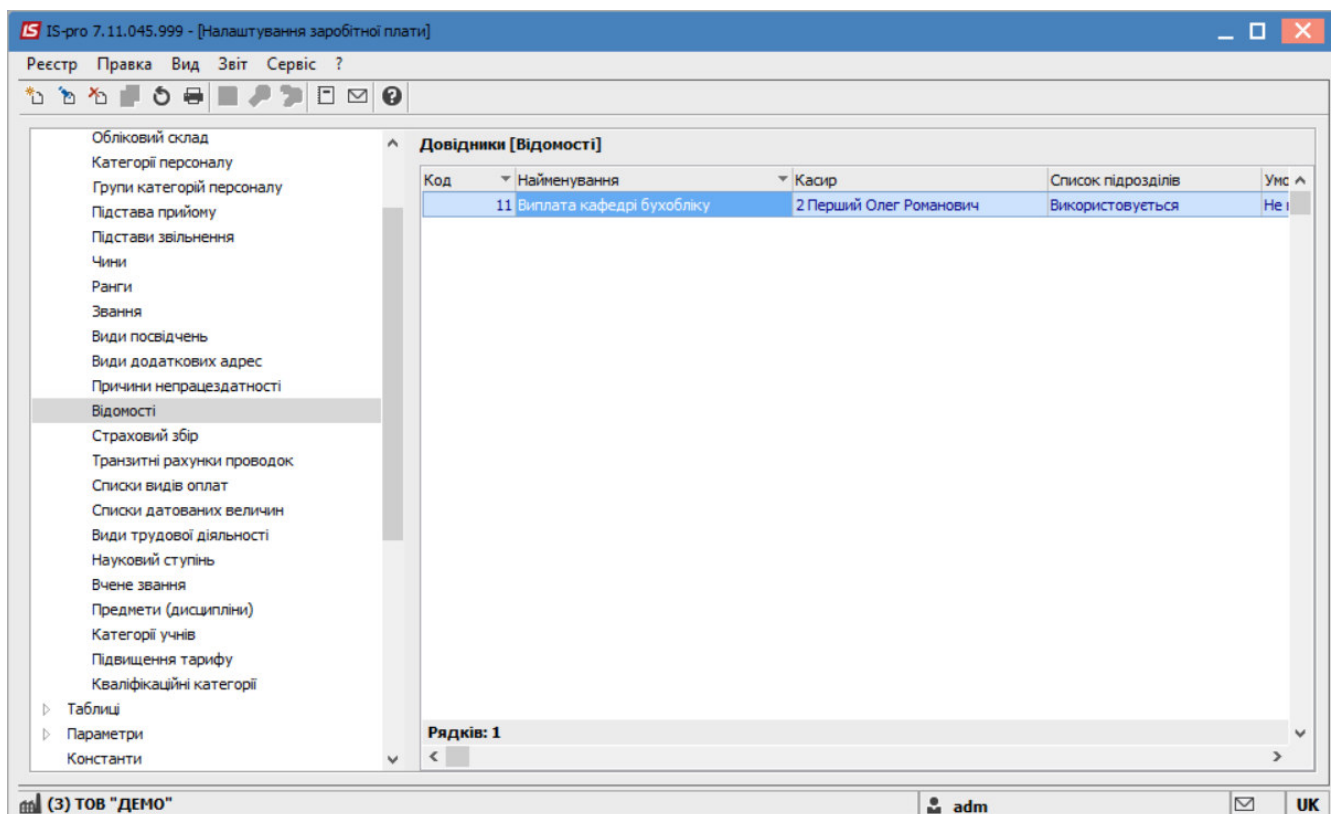 IS-pro 7.11.045.999 - [Налаштування заробітної плати]
Реєстр Правка Вид Звіт Сервіс ?
Обліковий склад
Категорії персоналу
Групи категорій персоналу
Підстава прийому
Підстави звільнення
Чини
Ранги
Звання
Види посвідчень
Види додаткових адрес
Причини непрацездатності
Відомості
Страховий збір
Транзитні рахунки проводок
Списки видів оплат
Списки датованих величин
Види трудової діяльності
Науковий ступінь
Вчене звання
Предмети (дисципліни)
Категорії учнів
Підвищення тарифу
Кваліфікаційні категорії
Таблиці
Параметри
Константи
Довідники [Відомості]
Код Найменування Касир Список підрозділів Умо
11 Виплата кафедрі бухобліку 2 Перший Олег Романович Використовується Не
Рядків: 1
(3) ТОВ "ДЕМО" adm UK